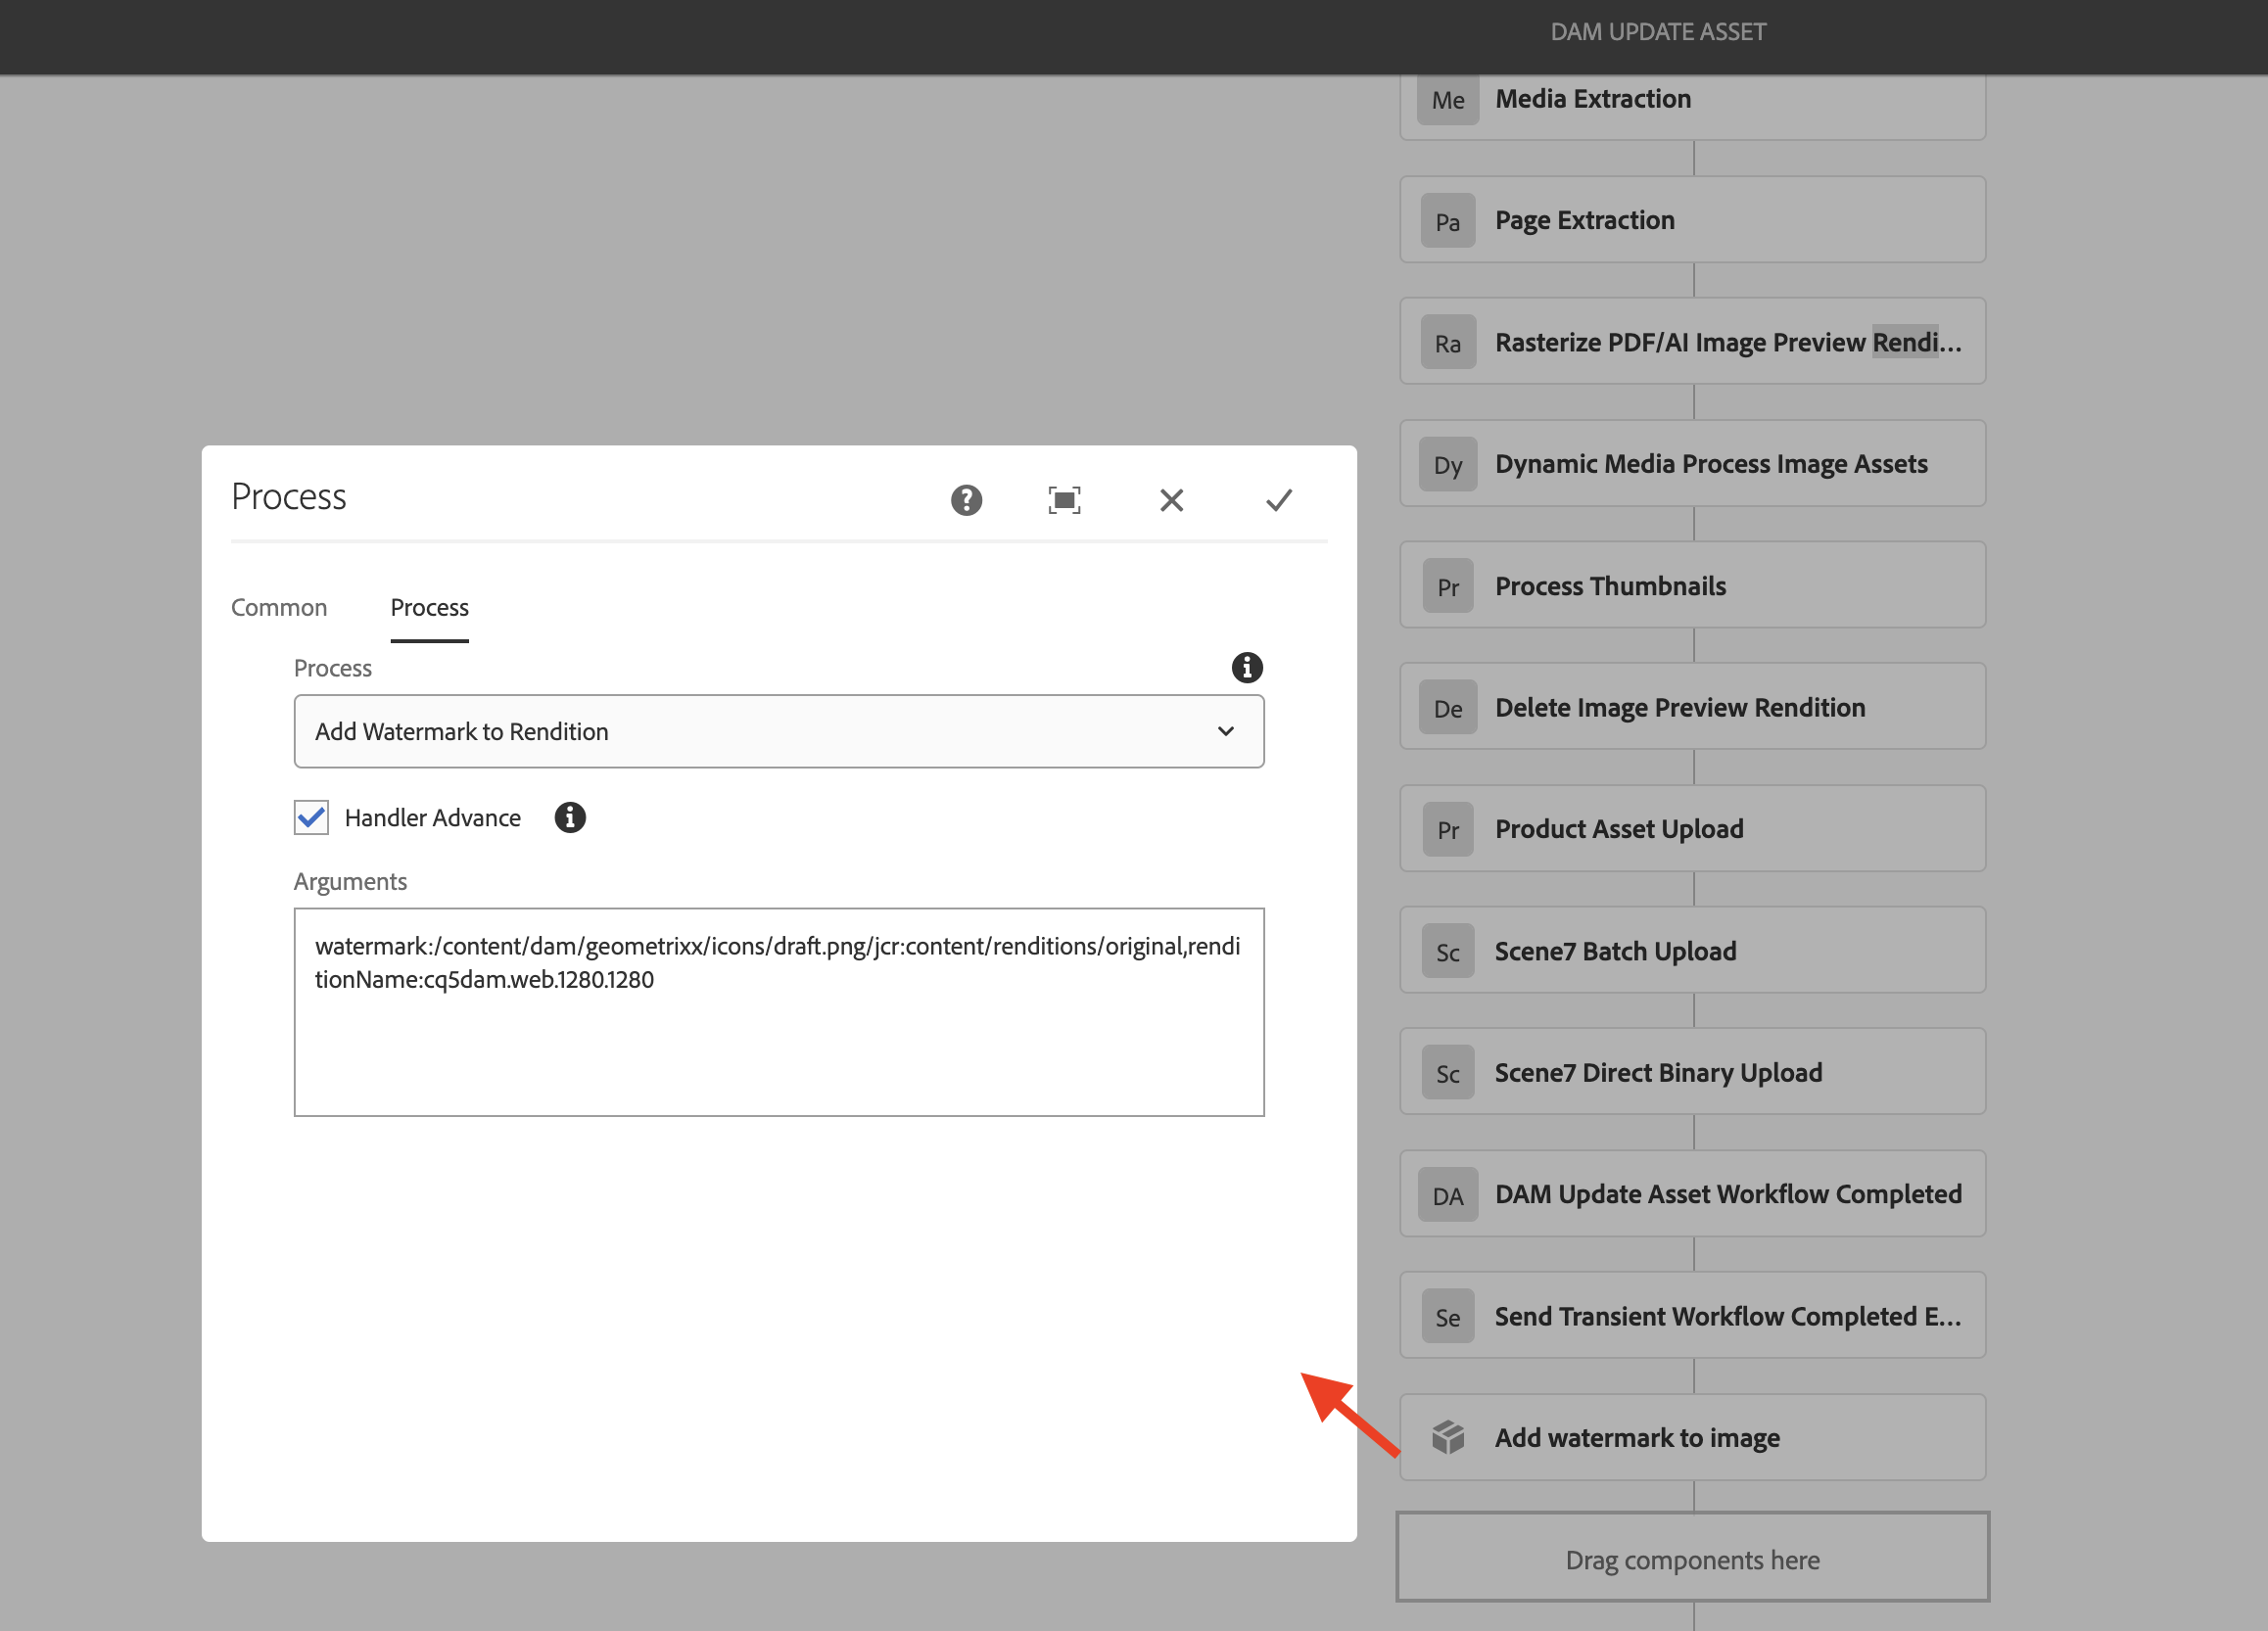 DAM UPDATE ASSET
Me Media Extraction
Pa Page Extraction
Ra Rasterize PDF/AI Image Preview Rendi...
Dy Dynamic Media Process Image Assets
Pr Process Thumbnails
De Delete Image Preview Rendition
Pr Product Asset Upload
Sc Scene7 Batch Upload
Sc Scene7 Direct Binary Upload
DA DAM Update Asset Workflow Completed
Se Send Transient Workflow Completed E...
Add watermark to image
Drag components here
Process
Common Process
Process
Add Watermark to Rendition
Handler Advance
Arguments
watermark:/content/dam/geometrixx/icons/draft.png/jcr:content/renditions/original,rendi
tionName:cq5dam.web.1280.1280